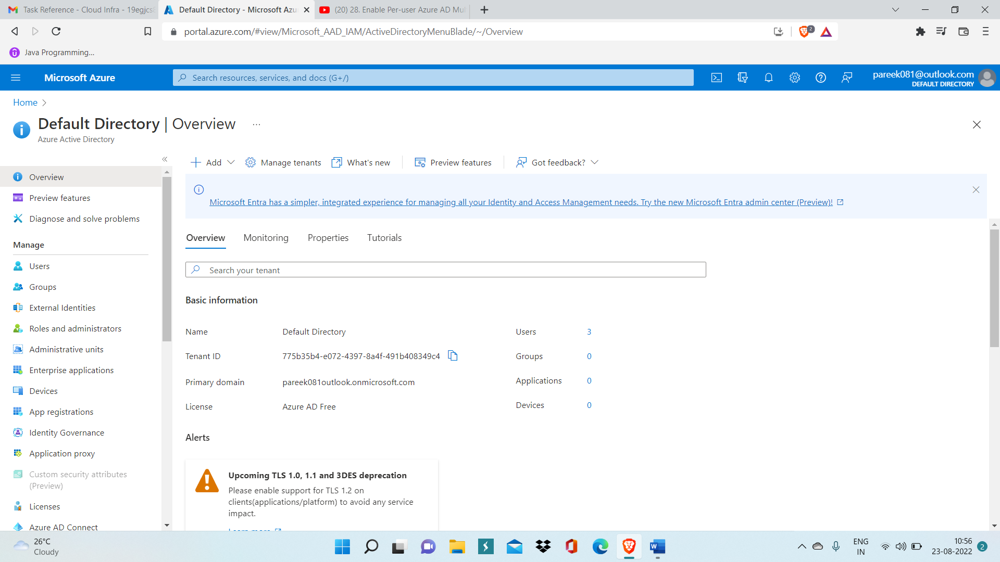 Task Reference - Cloud Infra - 19egjcs
Default Directory - Microsoft Azu
(20) 28. Enable Per-user Azure AD Mul
portal.azure.com/#view/Microsoft_AAD_IAM/ActiveDirectoryMenuBlade/~/Overview
2
Java Programming...
Microsoft Azure
Search resources, services, and docs (G+/)
pareek081@outlook.com
DEFAULT DIRECTORY
Home
Default Directory | Overview
...
Azure Active Directory
Overview
Preview features
Diagnose and solve problems
Manage
Users
Groups
External Identities
Roles and administrators
Administrative units
Enterprise applications
Devices
App registrations
Identity Governance
Application proxy
Custom security attributes
(Preview)
Licenses
Azure AD Connect
Add
Manage tenants
What's new
Preview features
Got feedback?
Microsoft Entra has a simpler, integrated experience for managing all your Identity and Access Management needs. Try the new Microsoft Entra admin center (Preview)!
Overview
Monitoring
Properties
Tutorials
Search your tenant
Basic information
Name
Default Directory
Users
3
Tenant ID
775b35b4-e072-4397-8a4f-491b408349c4
Groups
0
Primary domain
pareek081outlook.onmicrosoft.com
Applications
0
License
Azure AD Free
Devices
0
Alerts
Upcoming TLS 1.0, 1.1 and 3DES deprecation
Please enable support for TLS 1.2 on
clients(applications/platform) to avoid any service
impact.
Learn more
26°C
Cloudy
ENG
IN
10:56
23-08-2022
2